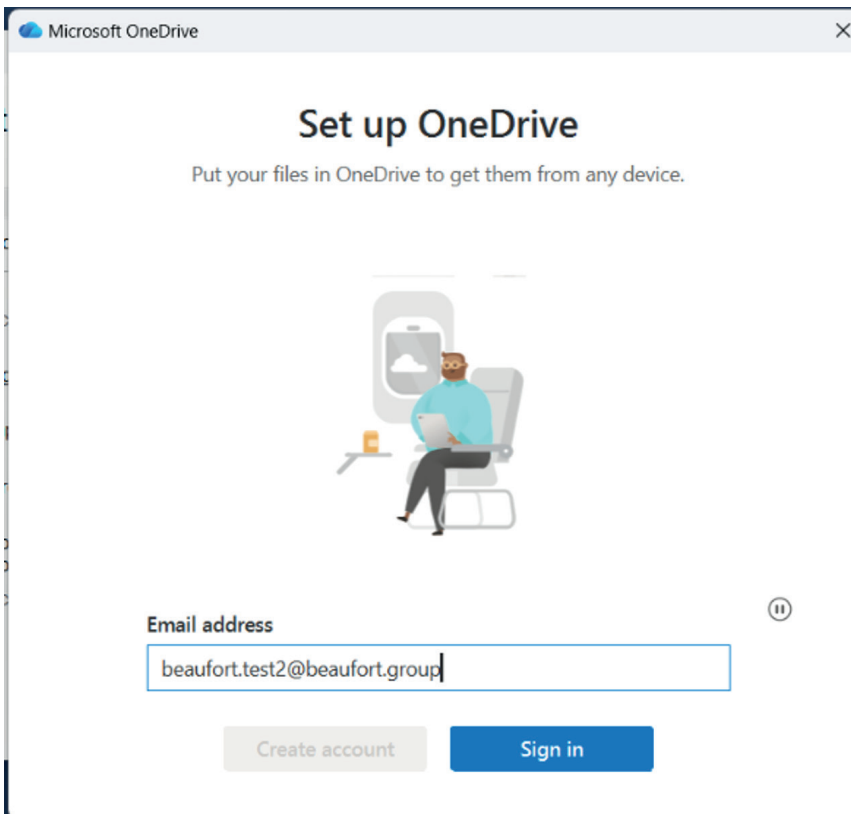 Microsoft OneDrive
Set up OneDrive
Put your files in OneDrive to get them from any device.
Email address
beaufort.test2@beaufort.group
Create account
Sign in